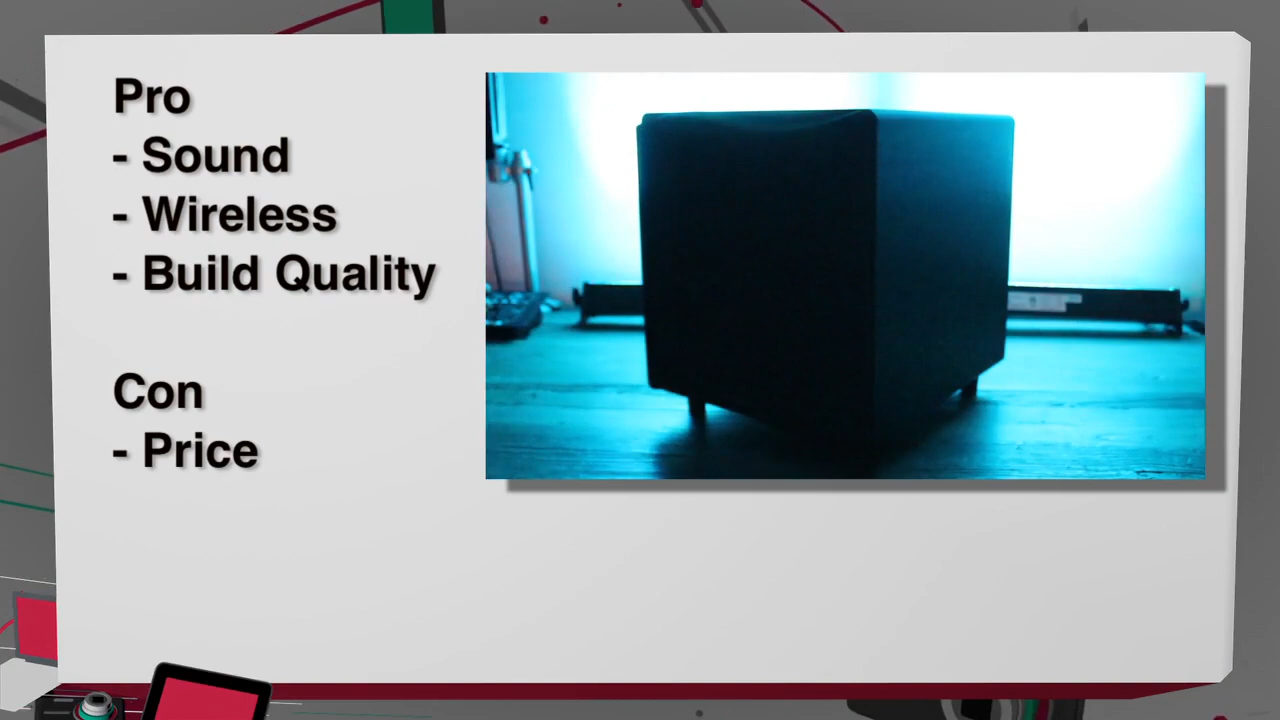 Pro
- Sound
- Wireless
- Build Quality
Con
- Price